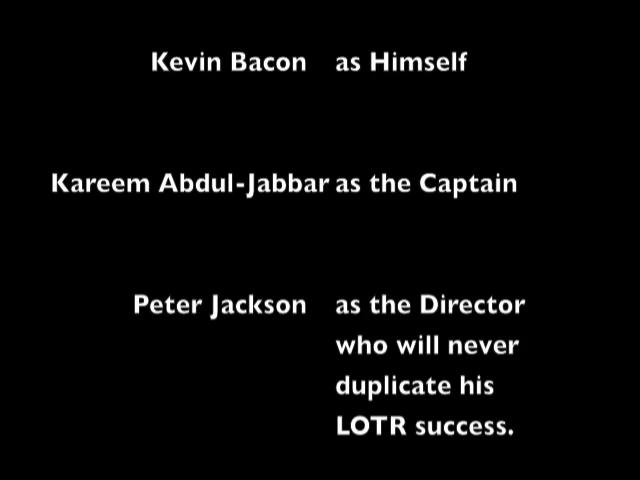 Kevin Bacon as Himself
Kareem Abdul-Jabbar as the Captain
Peter Jackson as the Director
who will never
duplicate his
LOTR success.